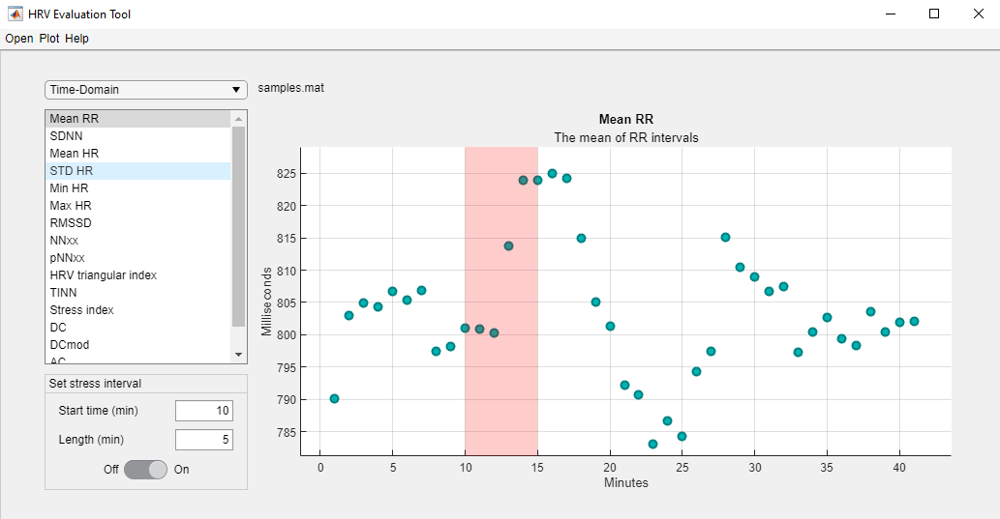 HRV Evaluation Tool
Open Plot Help
Time-Domain
samples.mat
Mean RR
SDNN
Mean HR
STD HR
Min HR
Max HR
RMSSD
NNxx
pNNxx
HRV triangular index
TINN
Stress index
DC
DCmod
AC
Set stress interval
Start time (min) 10
Length (min) 5
Off On
Mean RR
The mean of RR intervals
Milliseconds
825
820
815
810
805
800
795
790
785
0 5 10 15 20 25 30 35 40
Minutes